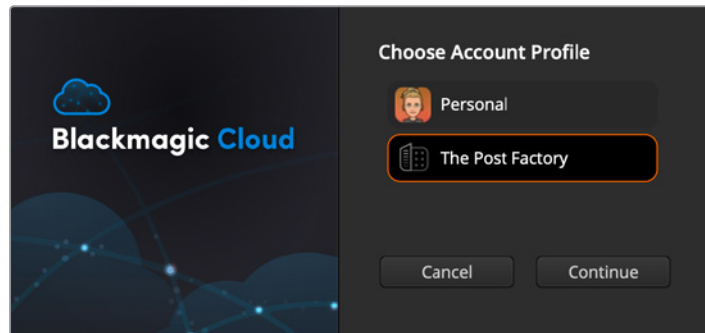 Blackmagic Cloud
Choose Account Profile
Personal
The Post Factory
Cancel
Continue